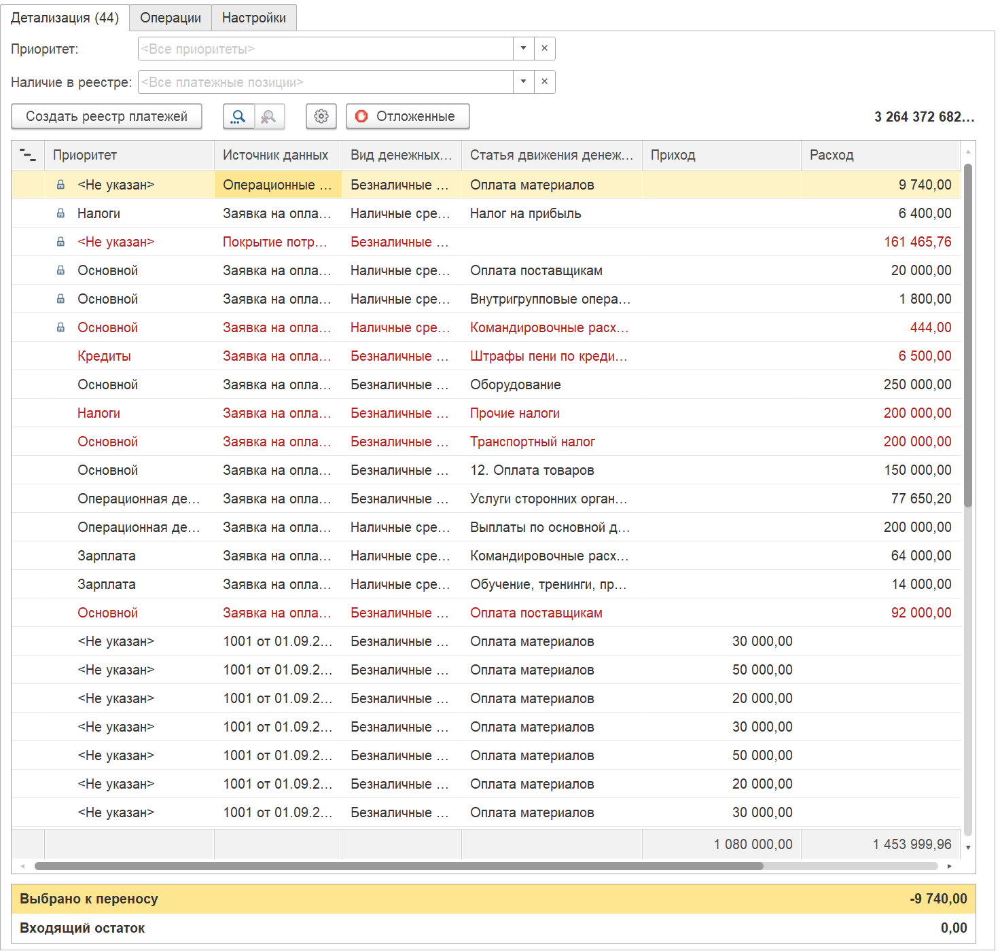 Детализация (44) Операции Настройки
Приоритет: <Все приоритеты>
Наличие в реестре: <Все платежные позиции>
Создать реестр платежей Отложенные 3 264 372 682...
Приоритет Источник данных Вид денежных... Статья движения денеж... Приход Расход
<Не указан> Операционные ... Безналичные ... Оплата материалов 9 740,00
Налоги Заявка на опла... Наличные сре... Налог на прибыль 6 400,00
<Не указан> Покрытие потр... Безналичные ... 161 465,76
Основной Заявка на опла... Наличные сре... Оплата поставщикам 20 000,00
Основной Заявка на опла... Наличные сре... Внутригрупповые опера... 1 800,00
Основной Заявка на опла... Наличные сре... Командировочные расх... 444,00
Кредиты Заявка на опла... Безналичные ... Штрафы пени по креди... 6 500,00
Основной Заявка на опла... Безналичные ... Оборудование 250 000,00
Налоги Заявка на опла... Безналичные ... Прочие налоги 200 000,00
Основной Заявка на опла... Безналичные ... Транспортный налог 200 000,00
Основной Заявка на опла... Безналичные ... 12. Оплата товаров 150 000,00
Операционная де... Заявка на опла... Безналичные ... Услуги сторонних орган... 77 650,20
Операционная де... Заявка на опла... Наличные сре... Выплаты по основной д... 200 000,00
Зарплата Заявка на опла... Наличные сре... Командировочные расх... 64 000,00
Зарплата Заявка на опла... Наличные сре... Обучение, тренинги, пр... 14 000,00
Основной Заявка на опла... Безналичные ... Оплата поставщикам 92 000,00
<Не указан> 1001 от 01.09.2... Безналичные ... Оплата материалов 30 000,00
<Не указан> 1001 от 01.09.2... Безналичные ... Оплата материалов 50 000,00
<Не указан> 1001 от 01.09.2... Безналичные ... Оплата материалов 20 000,00
<Не указан> 1001 от 01.09.2... Безналичные ... Оплата материалов 30 000,00
<Не указан> 1001 от 01.09.2... Безналичные ... Оплата материалов 50 000,00
<Не указан> 1001 от 01.09.2... Безналичные ... Оплата материалов 20 000,00
<Не указан> 1001 от 01.09.2... Безналичные ... Оплата материалов 30 000,00
1 080 000,00 1 453 999,96
Выбрано к переносу -9 740,00
Входящий остаток 0,00